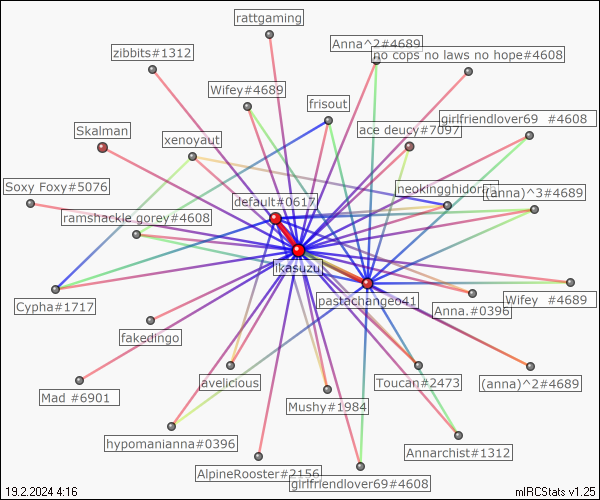 rattgaming
Anna^2#4689
no cops no laws no hope#4608
zibbits#1312
Wifey #4689
frisout
girlfriendlover69 #4608
ace deucy#7097
Skalman
xenoyaut
Soxy Foxy#5076
neokingghidorah
(anna)^3#4689
default#0617
ramshackle gorey#4608
ikasuzu
pastachangeo41
Cypha#1717
Anna.#0396
Wifey #4689
fakedingo
avelicious
Toucan#2473
(anna)^2#4689
Mad #6901
Mushy#1984
hypomanianna#0396
Annarchist#1312
AlpineRooster#2156
girlfriendlover69#4608
19.2.2024 4:16
mIRCStats v1.25